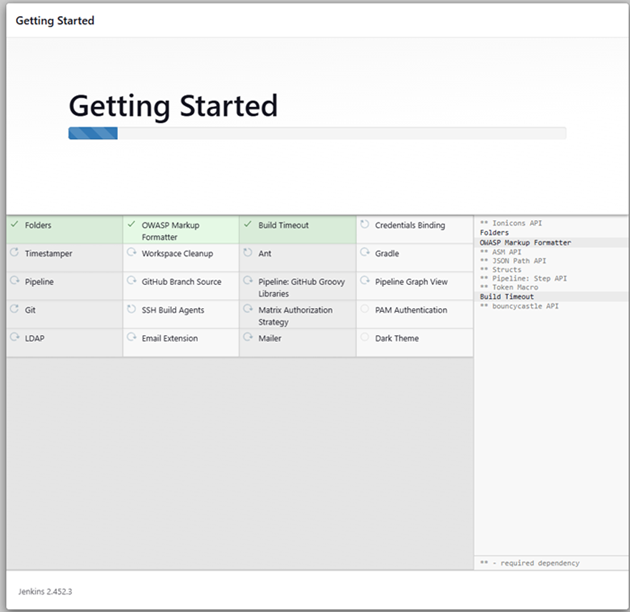 Getting Started
Getting Started
Folders
OWASP Markup
Formatter
Build Timeout
Credentials Binding
Timestamper
Workspace Cleanup
Ant
Gradle
Pipeline
GitHub Branch Source
Pipeline: GitHub Groovy
Libraries
Pipeline Graph View
Git
SSH Build Agents
Matrix Authorization
Strategy
PAM Authentication
LDAP
Email Extension
Mailer
Dark Theme
** Ionicons API
Folders
OWASP Markup Formatter
** ASM API
** JSON Path API
** Structs
** Pipeline: Step API
** Token Macro
Build Timeout
** bouncycastle API
** - required dependency
Jenkins 2.452.3